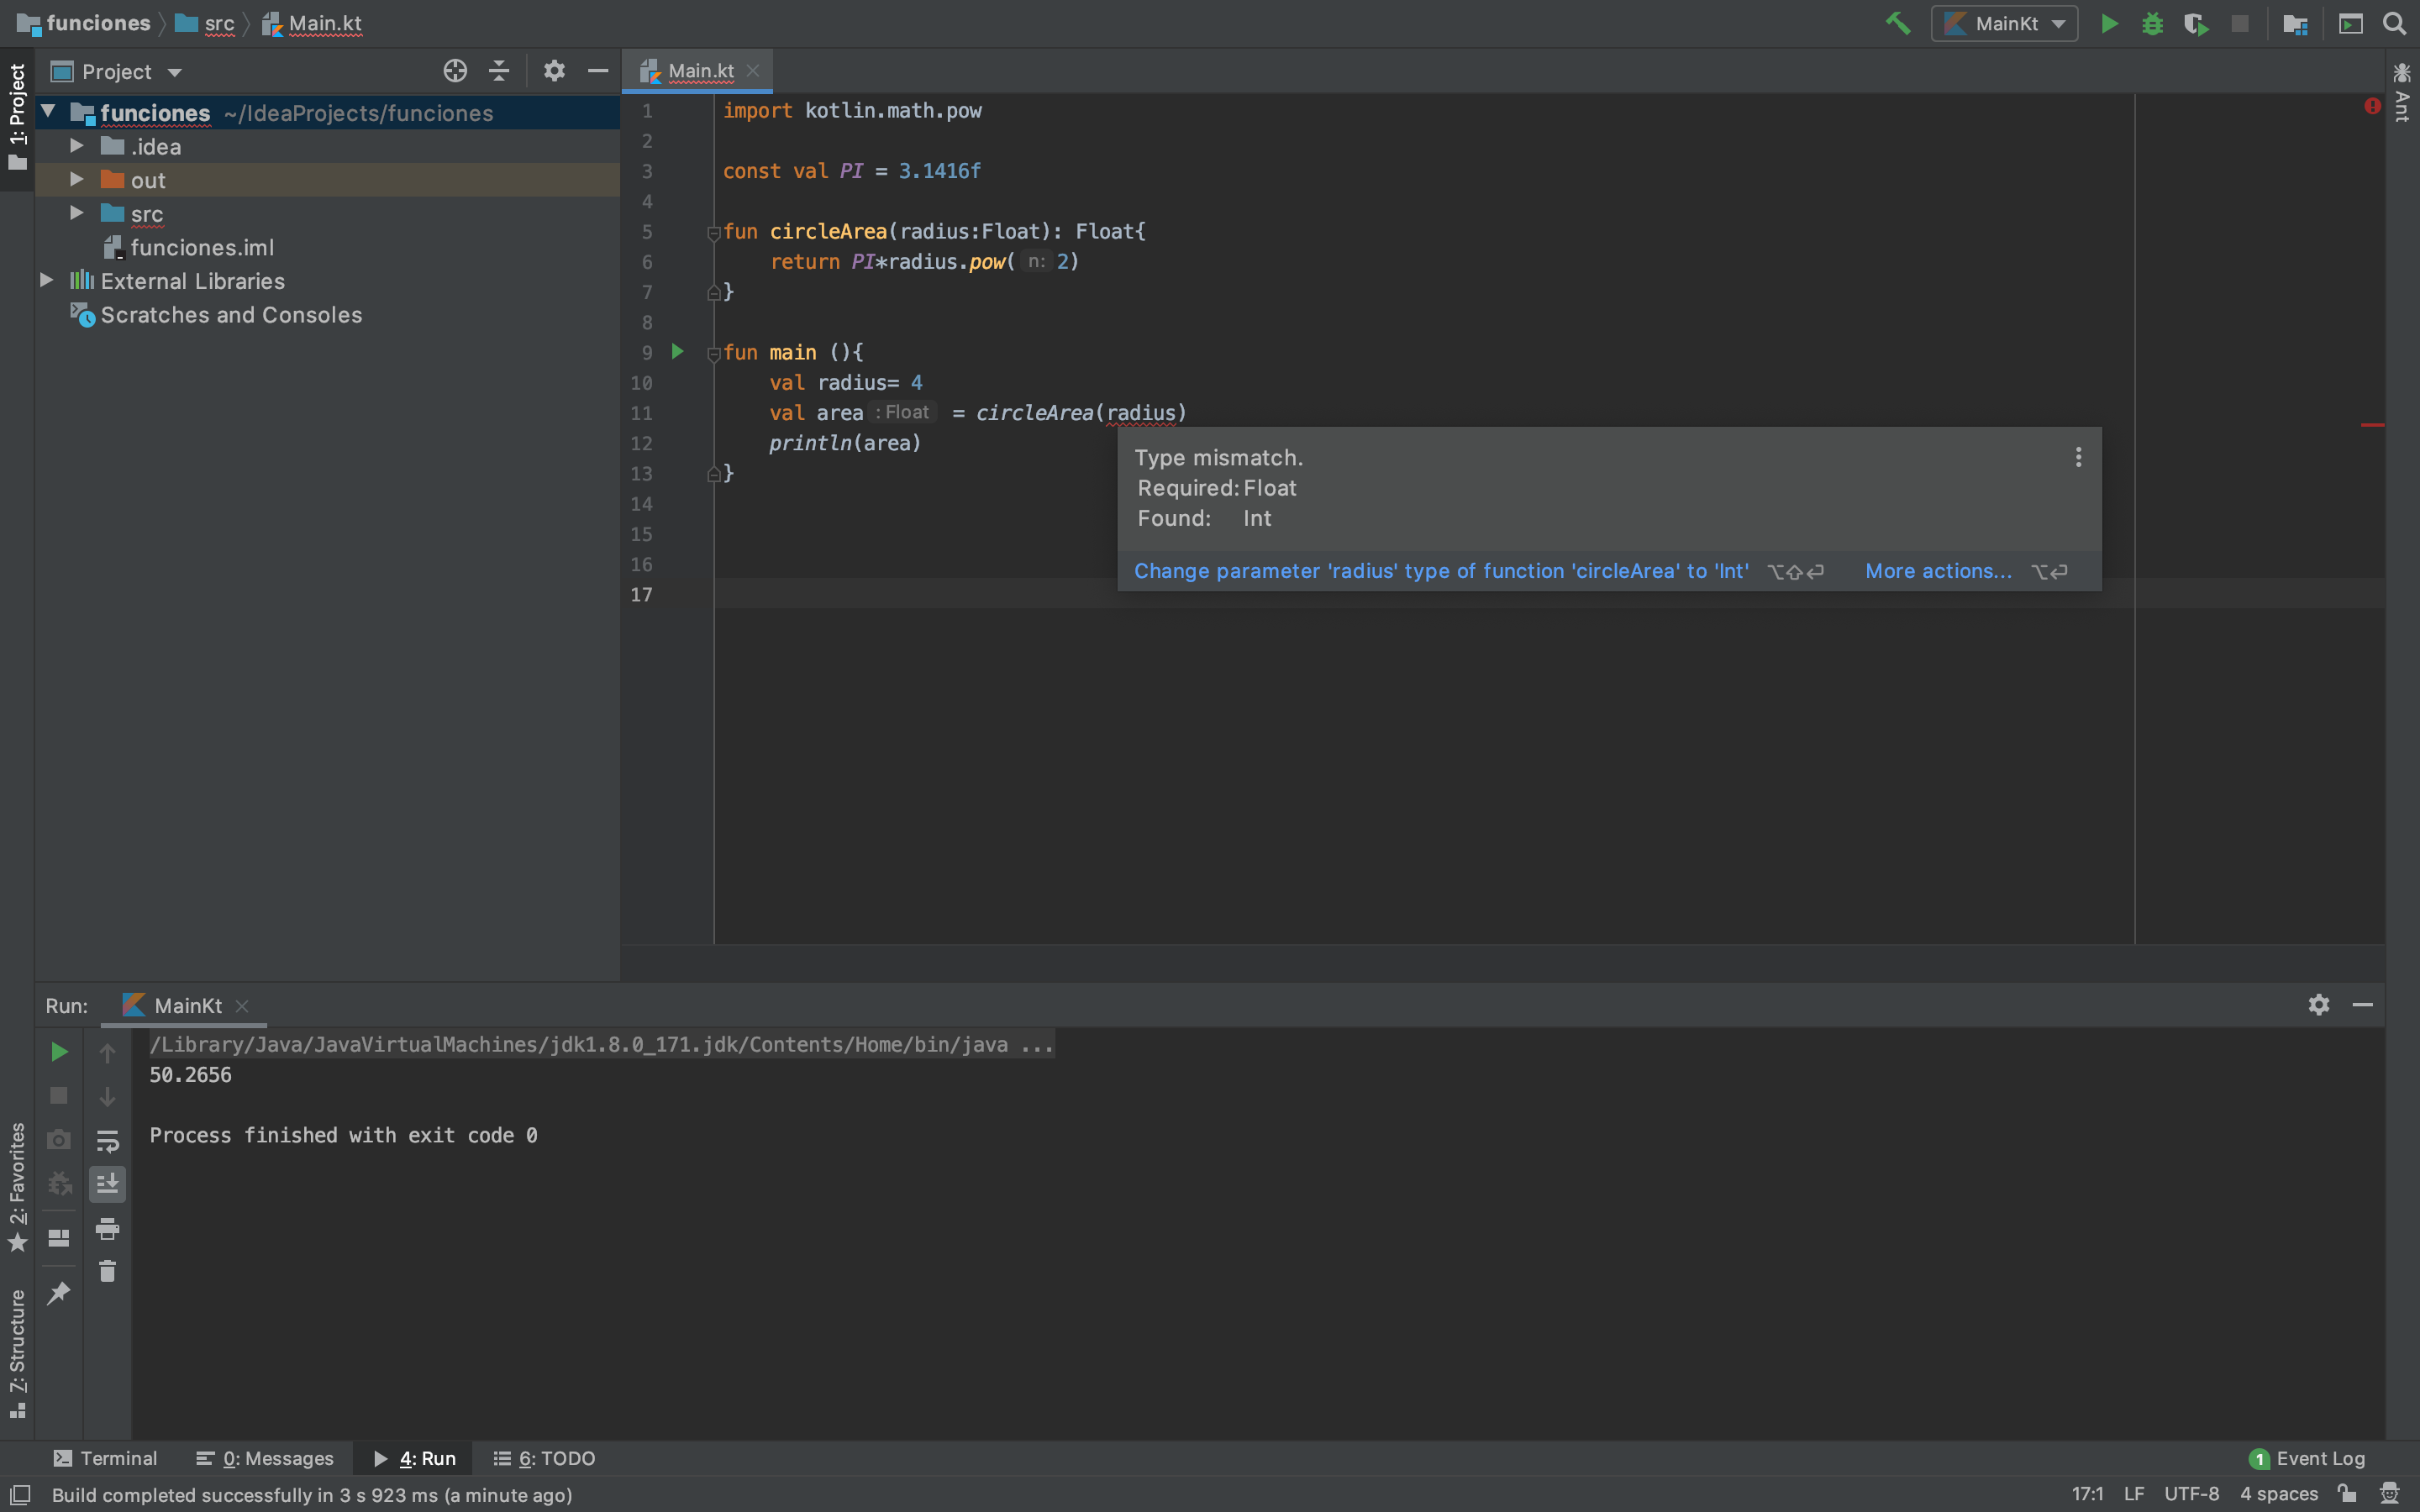 funciones src Main.kt MainKt
1: Project
Project
Main.kt
Ant
funciones ~/IdeaProjects/funciones
.idea
out
src
funciones.iml
External Libraries
Scratches and Consoles
1 import kotlin.math.pow
2
3 const val PI = 3.1416f
4
5 fun circleArea(radius:Float): Float{
6 return PI*radius.pow( n: 2)
7 }
8
9 fun main (){
10 val radius= 4
11 val area : Float = circleArea(radius)
12 println(area)
13 }
14
15
16
17
Type mismatch.
Required: Float
Found: Int
Change parameter 'radius' type of function 'circleArea' to 'Int' ⌥⇧⏎ More actions... ⌥⏎
Run: MainKt
/Library/Java/JavaVirtualMachines/jdk1.8.0_171.jdk/Contents/Home/bin/java ...
50.2656
Process finished with exit code 0
2: Favorites
7: Structure
Terminal 0: Messages 4: Run 6: TODO 1 Event Log
Build completed successfully in 3 s 923 ms (a minute ago) 17:1 LF UTF-8 4 spaces